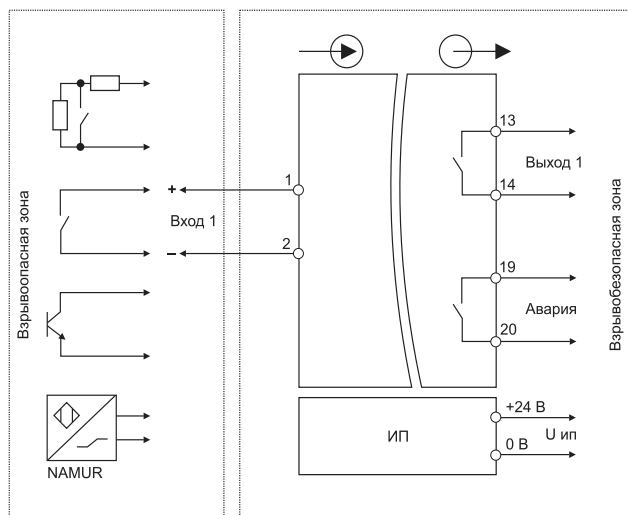 Взрывоопасная зона
NAMUR
+
Вход 1
–
1
2
13
Выход 1
14
19
Авария
20
ИП
+24 В
U ип
0 В
Взрывобезопасная зона